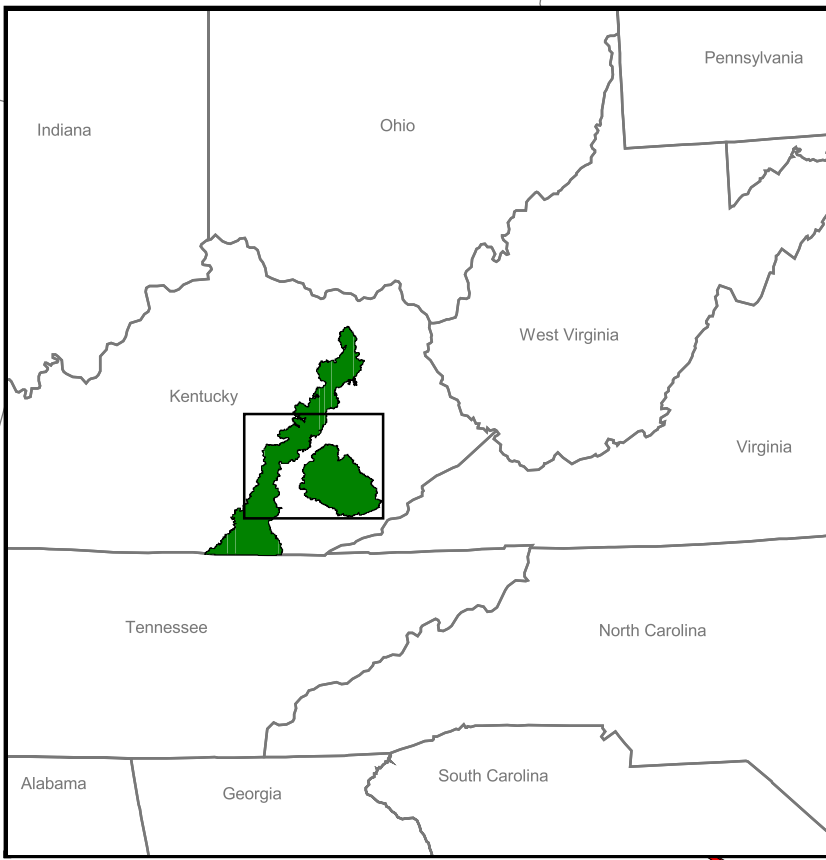 Pennsylvania
Ohio
Indiana
West Virginia
Kentucky
Virginia
Tennessee
North Carolina
South Carolina
Alabama
Georgia